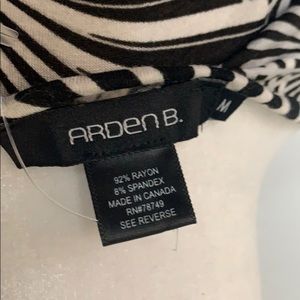 ARDEN B.
M
92% RAYON
8% SPANDEX
MADE IN CANADA
RN#78749
SEE REVERSE